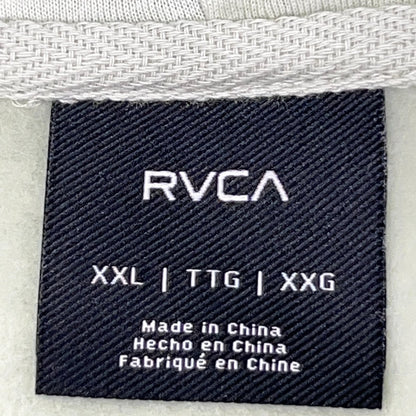 RVCA
XXL | TTG | XXG
Made in China
Hecho en China
Fabriqué en Chine